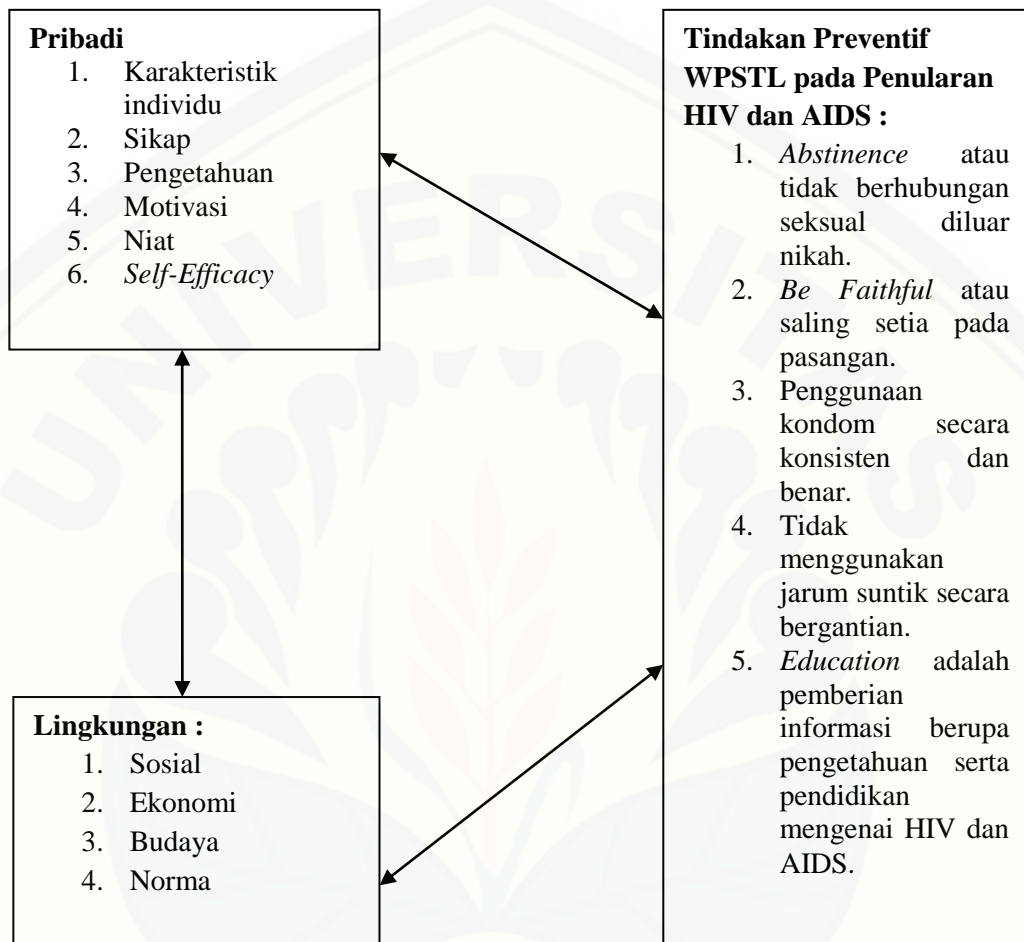 Pribadi
1. Karakteristik
individu
2. Sikap
3. Pengetahuan
4. Motivasi
5. Niat
6. Self-Efficacy
Lingkungan :
1. Sosial
2. Ekonomi
3. Budaya
4. Norma
Tindakan Preventif
WPSTL pada Penularan
HIV dan AIDS :
1. Abstinence atau
tidak berhubungan
seksual diluar
nikah.
2. Be Faithful atau
saling setia pada
pasangan.
3. Penggunaan
kondom secara
konsisten dan
benar.
4. Tidak
menggunakan
jarum suntik secara
bergantian.
5. Education adalah
pemberian
informasi berupa
pengetahuan serta
pendidikan
mengenai HIV dan
AIDS.
UNIVERSITAS